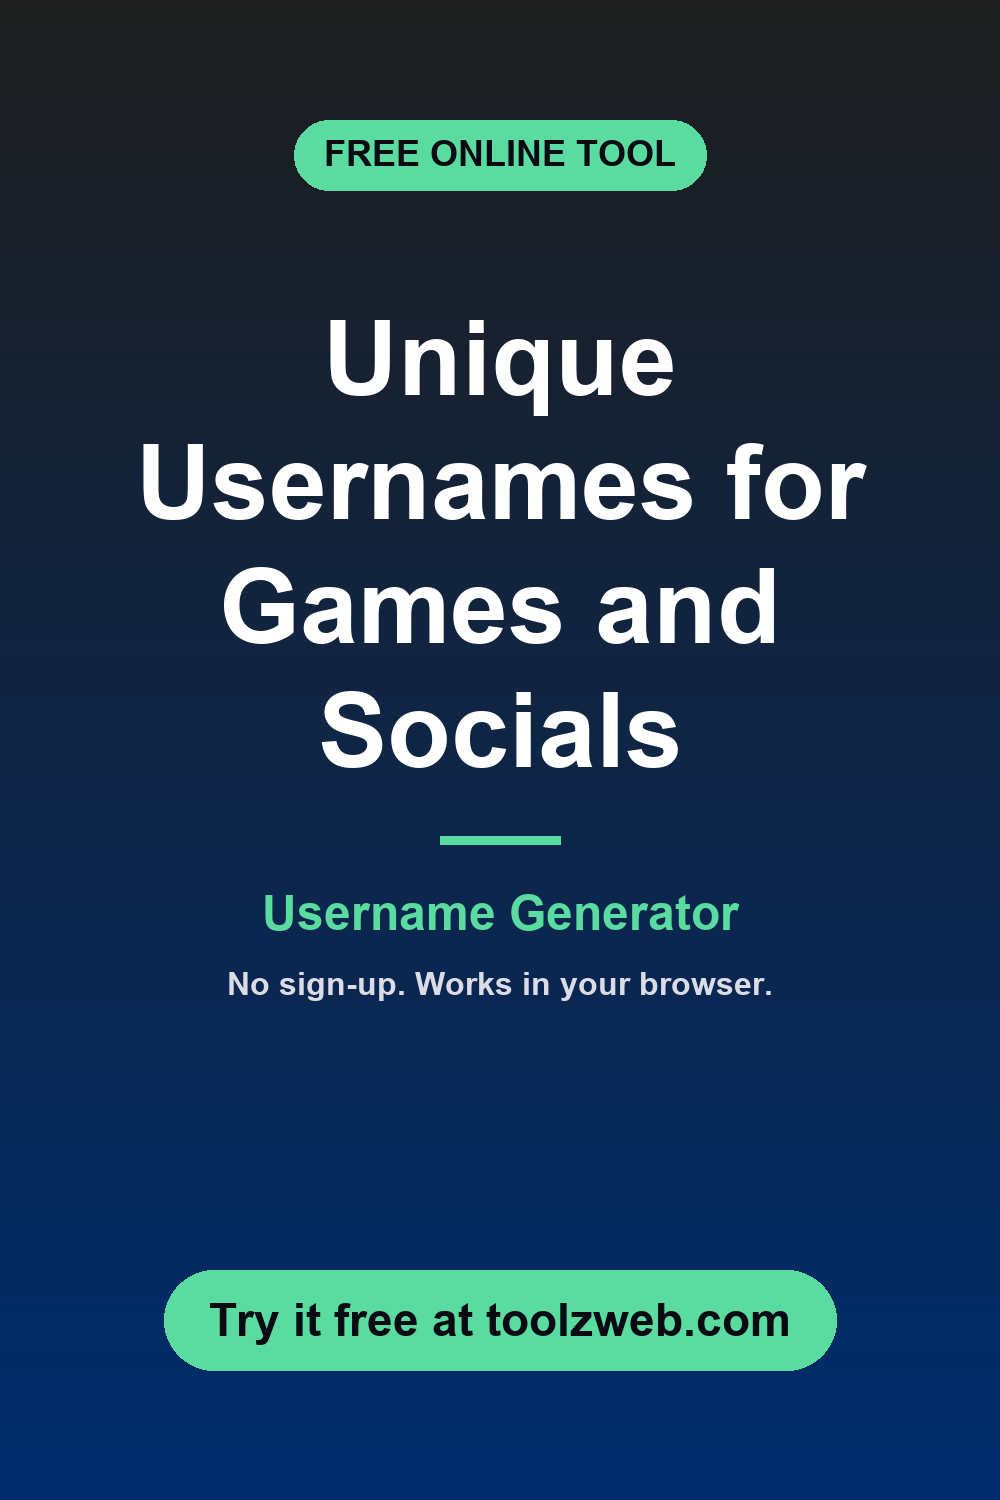 FREE ONLINE TOOL
Unique
Usernames for
Games and
Socials
Username Generator
No sign-up. Works in your browser.
Try it free at toolzweb.com